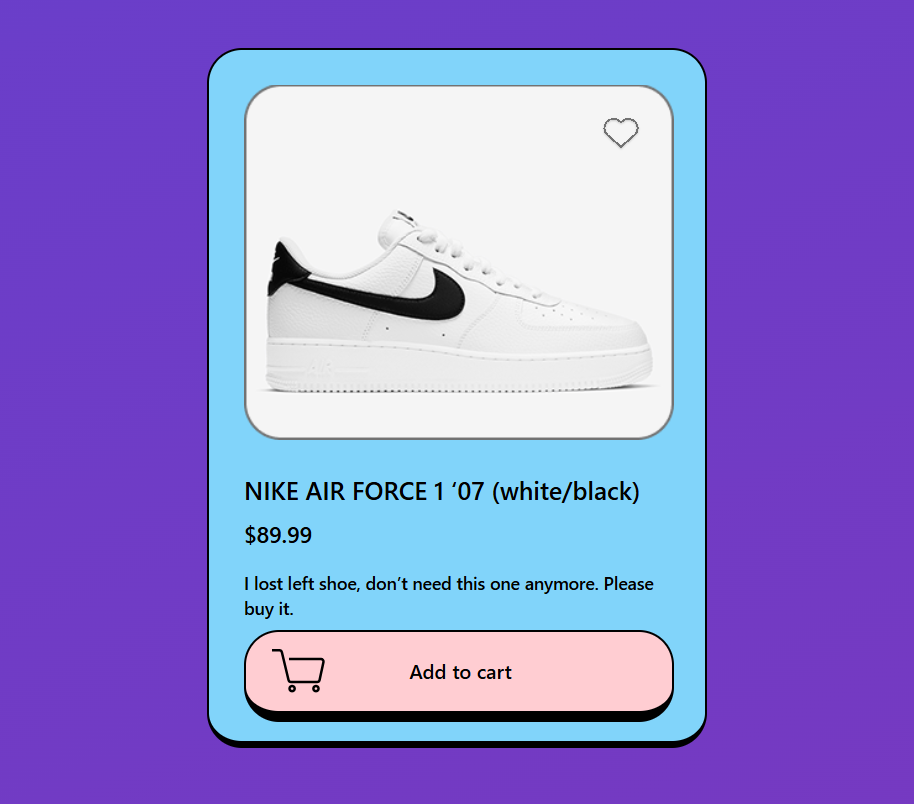 NIKE AIR FORCE 1 ‘07 (white/black)
$89.99
I lost left shoe, don’t need this one anymore. Please
buy it.
Add to cart